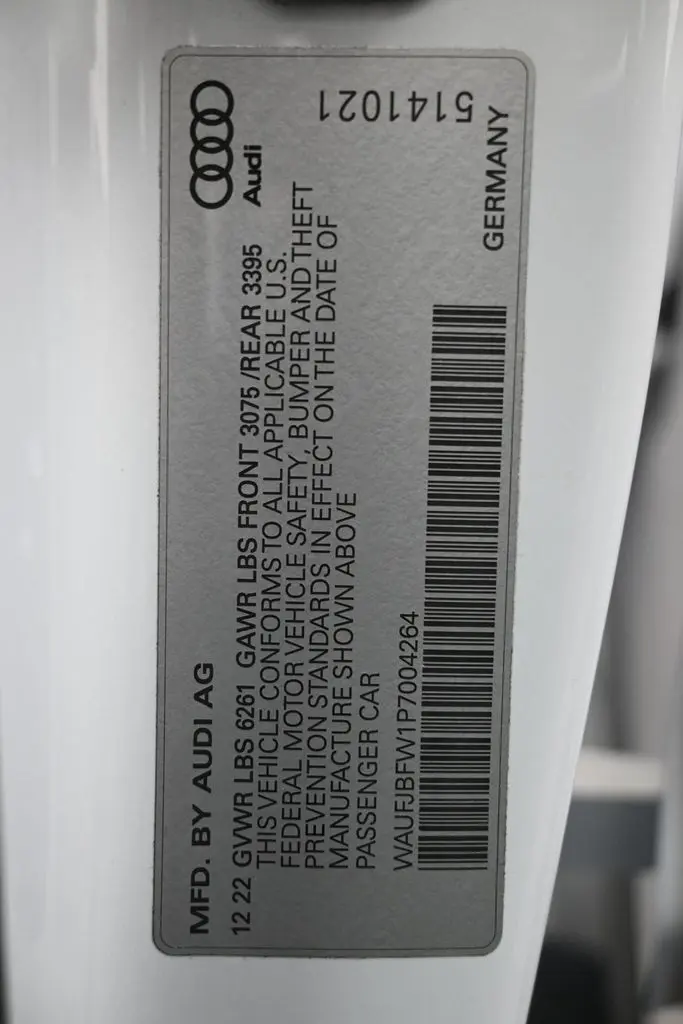 MFD. BY AUDI AG
Audi
12 22 GVWR LBS 6261 GAWR LBS FRONT 3075 /REAR 3395
THIS VEHICLE CONFORMS TO ALL APPLICABLE U.S.
FEDERAL MOTOR VEHICLE SAFETY, BUMPER AND THEFT
PREVENTION STANDARDS IN EFFECT ON THE DATE OF
MANUFACTURE SHOWN ABOVE
PASSENGER CAR
WAUFJBFW1P7004264
GERMANY
5141021